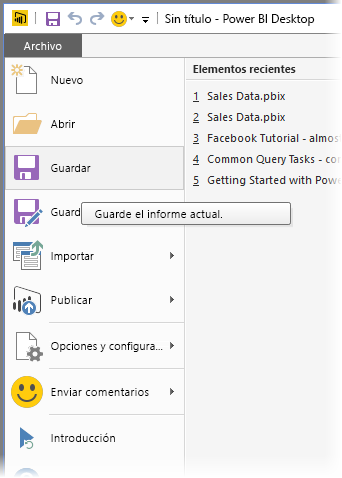 Sin título - Power BI Desktop
Archivo
Nuevo
Abrir
Guardar
Guard
Guarde el informe actual.
Importar
Publicar
Opciones y configura...
Enviar comentarios
Introducción
Elementos recientes
1 Sales Data.pbix
2 Sales Data.pbix
3 Facebook Tutorial - almos
4 Common Query Tasks - co
5 Getting Started with Powe